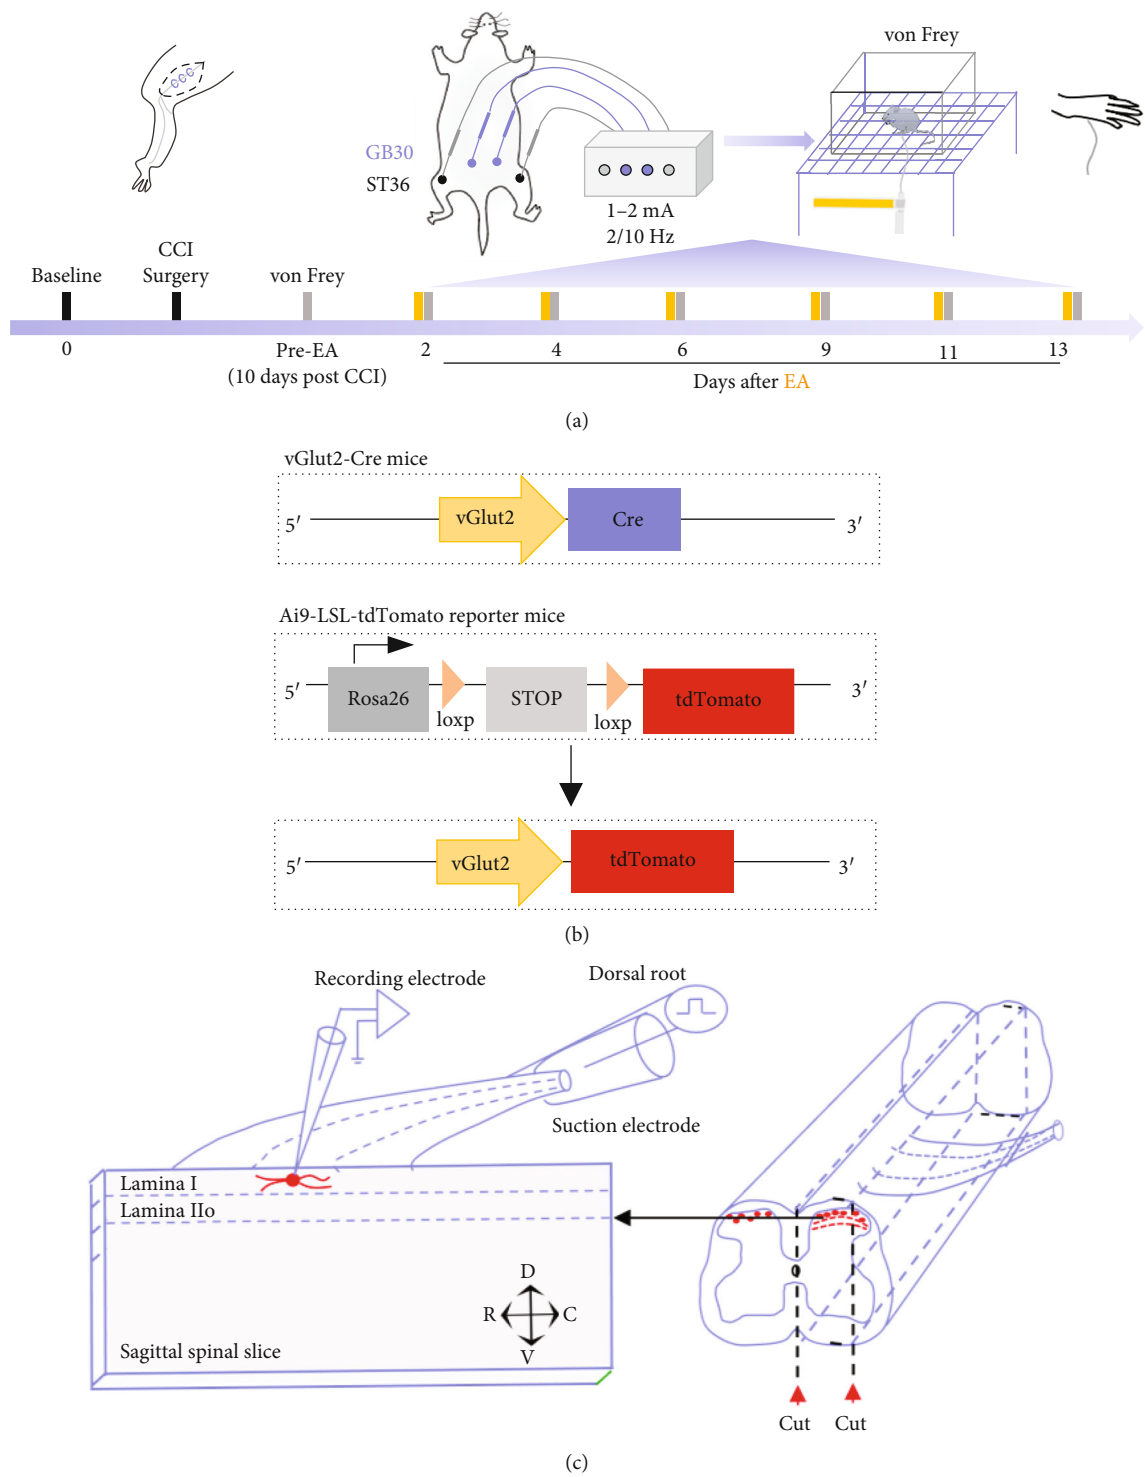 von Frey
GB30
ST36
1–2 mA
2/10 Hz
Baseline
CCI
Surgery
von Frey
0
Pre-EA
(10 days post CCI)
2
4
6
9
11
13
Days after EA
(a)
vGlut2-Cre mice
5′
vGlut2
Cre
3′
Ai9-LSL-tdTomato reporter mice
5′
Rosa26
loxp
STOP
loxp
tdTomato
3′
5′
vGlut2
tdTomato
3′
(b)
Recording electrode
Dorsal root
Suction electrode
Lamina I
Lamina IIo
D
R
C
V
Sagittal spinal slice
Cut
Cut
(c)